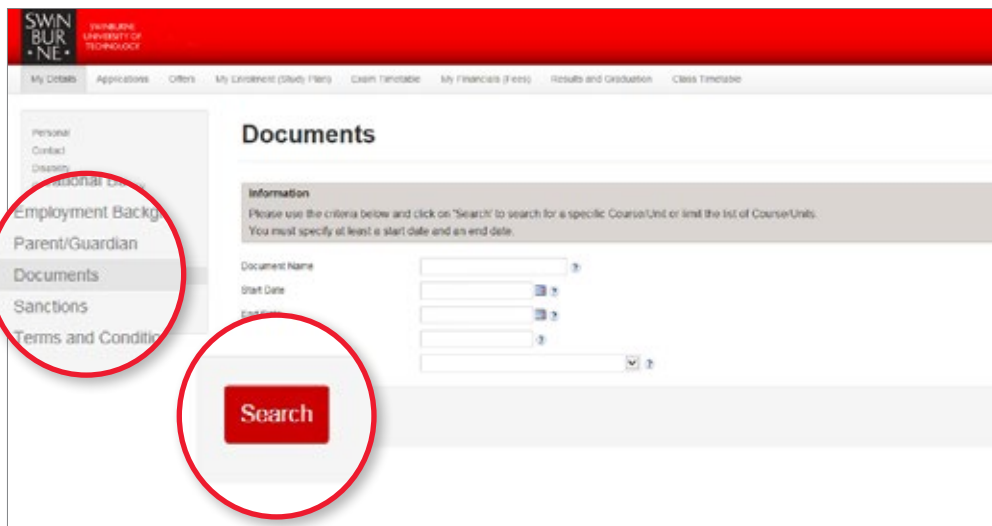 SWIN
BUR
• NE •
SWINBURNE
UNIVERSITY OF
TECHNOLOGY
My Details Applications Offers My Enrolment (Study Plan) Exam Timetable My Financials (Fees) Results and Graduation Class Timetable
Personal
Contact
Disability
Employment Backg
Parent/Guardian
Documents
Sanctions
Terms and Conditio
Documents
Information
Please use the criteria below and click on 'Search' to search for a specific Course/Unit or limit the list of Course/Units.
You must specify at least a start date and an end date.
Document Name ?
Start Date ?
End Date ?
?
?
Search